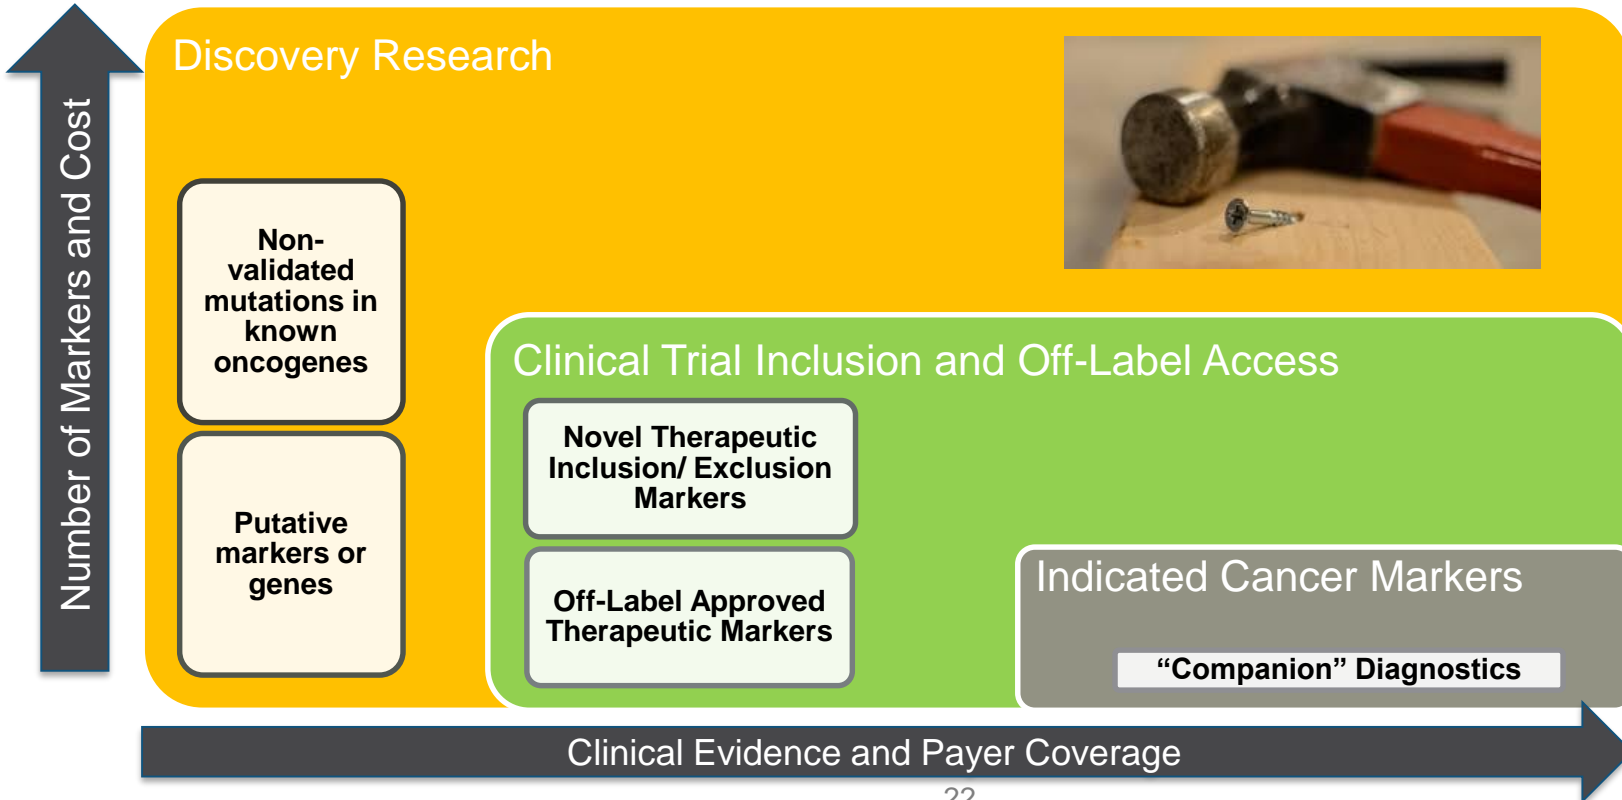 Number of Markers and Cost
Discovery Research
Non-
validated
mutations in
known
oncogenes
Putative
markers or
genes
Clinical Trial Inclusion and Off-Label Access
Novel Therapeutic
Inclusion/ Exclusion
Markers
Off-Label Approved
Therapeutic Markers
Indicated Cancer Markers
“Companion” Diagnostics
Clinical Evidence and Payer Coverage
22